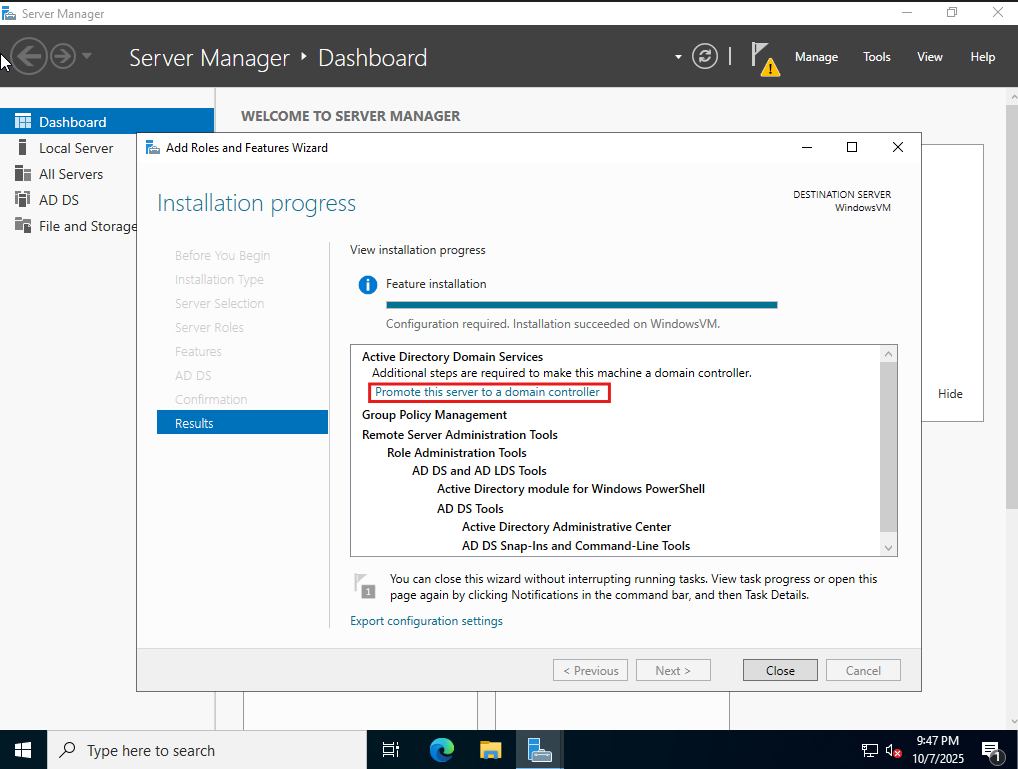 Server Manager
Server Manager ‣ Dashboard
Manage Tools View Help
Dashboard
Local Server
All Servers
AD DS
File and Storage
WELCOME TO SERVER MANAGER
Add Roles and Features Wizard
Installation progress
DESTINATION SERVER
WindowsVM
Before You Begin
Installation Type
Server Selection
Server Roles
Features
AD DS
Confirmation
Results
View installation progress
Feature installation
Configuration required. Installation succeeded on WindowsVM.
Active Directory Domain Services
Additional steps are required to make this machine a domain controller.
Promote this server to a domain controller
Group Policy Management
Remote Server Administration Tools
Role Administration Tools
AD DS and AD LDS Tools
Active Directory module for Windows PowerShell
AD DS Tools
Active Directory Administrative Center
AD DS Snap-Ins and Command-Line Tools
1
You can close this wizard without interrupting running tasks. View task progress or open this
page again by clicking Notifications in the command bar, and then Task Details.
Export configuration settings
< Previous Next > Close Cancel
Hide
Type here to search
9:47 PM
10/7/2025
1